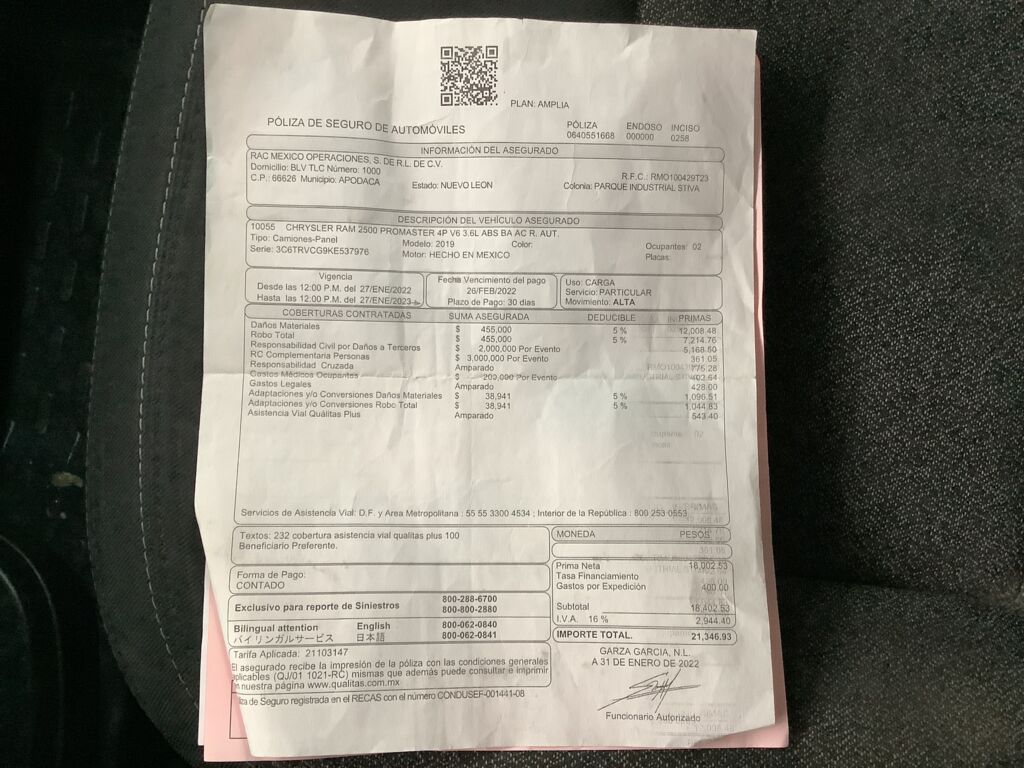 PLAN: AMPLIA
PÓLIZA DE SEGURO DE AUTOMÓVILES
PÓLIZA ENDOSO INCISO
0640551668 000000 0258
INFORMACIÓN DEL ASEGURADO
RAC MEXICO OPERACIONES, S. DE R.L. DE C.V.
Domicilio: BLV TLC Número: 1000 R.F.C.: RMO100429T23
C.P.: 66626 Municipio: APODACA Estado: NUEVO LEON Colonia: PARQUE INDUSTRIAL STIVA
DESCRIPCIÓN DEL VEHÍCULO ASEGURADO
10055 CHRYSLER RAM 2500 PROMASTER 4P V6 3.6L ABS BA AC R. AUT.
Tipo: Camiones-Panel Modelo: 2019 Color: Ocupantes: 02
Serie: 3C6TRVCG9KE537976 Motor: HECHO EN MEXICO Placas:
Vigencia
Desde las 12:00 P.M. del 27/ENE/2022
Hasta las 12:00 P.M. del 27/ENE/2023
Fecha Vencimiento del pago
26/FEB/2022
Plazo de Pago: 30 dias
Uso: CARGA
Servicio: PARTICULAR
Movimiento: ALTA
COBERTURAS CONTRATADAS SUMA ASEGURADA DEDUCIBLE PRIMAS
Daños Materiales $ 455,000 5 % 12,008.48
Robo Total $ 455,000 5 % 7,214.76
Responsabilidad Civil por Daños a Terceros $ 2,000,000 Por Evento 5,168.50
RC Complementaria Personas $ 3,000,000 Por Evento 361.05
Responsabilidad Cruzada Amparado 775.28
Gastos Médicos Ocupantes $ 200,000 Por Evento 403.64
Gastos Legales Amparado 428.00
Adaptaciones y/o Conversiones Daños Materiales $ 38,941 5 % 1,096.51
Adaptaciones y/o Conversiones Robo Total $ 38,941 5 % 1,044.83
Asistencia Vial Quálitas Plus Amparado 543.40
Servicios de Asistencia Vial: D.F. y Area Metropolitana : 55 55 3300 4534 ; Interior de la República : 800 253 0553
Textos: 232 cobertura asistencia vial qualitas plus 100
Beneficiario Preferente.
Forma de Pago:
CONTADO
Exclusivo para reporte de Siniestros 800-288-6700
800-800-2880
Bilingual attention English 800-062-0840
バイリンガルサービス 日本語 800-062-0841
MONEDA PESOS
Prima Neta 18,002.53
Tasa Financiamiento
Gastos por Expedición 400.00
Subtotal 18,402.53
I.V.A. 16 % 2,944.40
IMPORTE TOTAL. 21,346.93
Tarifa Aplicada: 21103147
El asegurado recibe la impresión de la póliza con las condiciones generales
aplicables (QJ/01 1021-RC) mismas que además puede consultar e imprimir
en nuestra página www.qualitas.com.mx
de Seguro registrada en el RECAS con el número CONDUSEF-001441-08
GARZA GARCIA, N.L.
A 31 DE ENERO DE 2022
Funcionario Autorizado